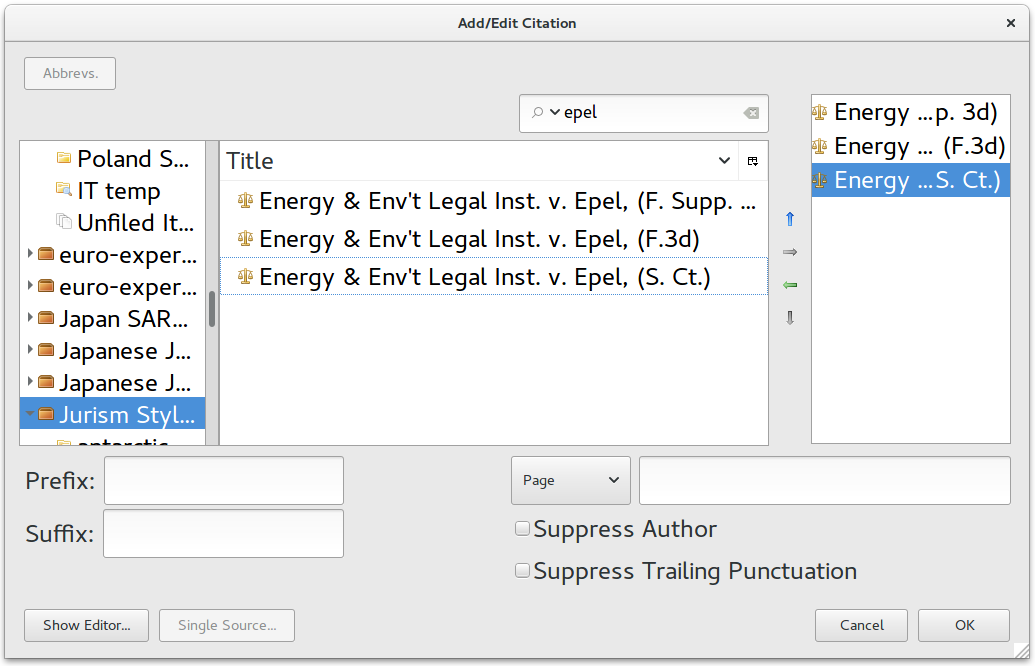 Add/Edit Citation
Abbrevs.
epel
Poland S...
IT temp
Unfiled It...
euro-exper...
euro-exper...
Japan SAR...
Japanese J...
Japanese J...
Jurism Styl...
antarctic
Title
Energy & Env't Legal Inst. v. Epel, (F. Supp. ...
Energy & Env't Legal Inst. v. Epel, (F.3d)
Energy & Env't Legal Inst. v. Epel, (S. Ct.)
Energy ...p. 3d)
Energy ... (F.3d)
Energy ...S. Ct.)
Prefix:
Suffix:
Page
Suppress Author
Suppress Trailing Punctuation
Show Editor...
Single Source...
Cancel
OK